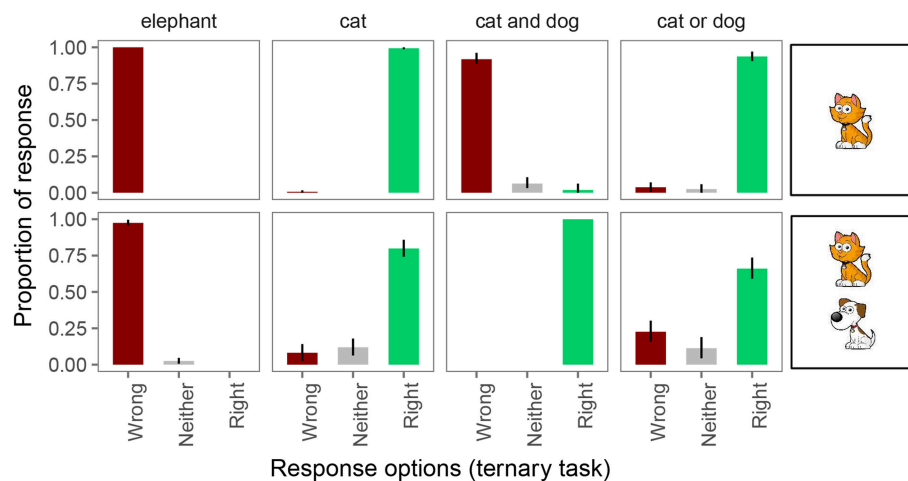 elephant cat cat and dog cat or dog
Proportion of response
1.00
0.75
0.50
0.25
0.00
1.00
0.75
0.50
0.25
0.00
Wrong Neither Right Wrong Neither Right Wrong Neither Right Wrong Neither Right
Response options (ternary task)